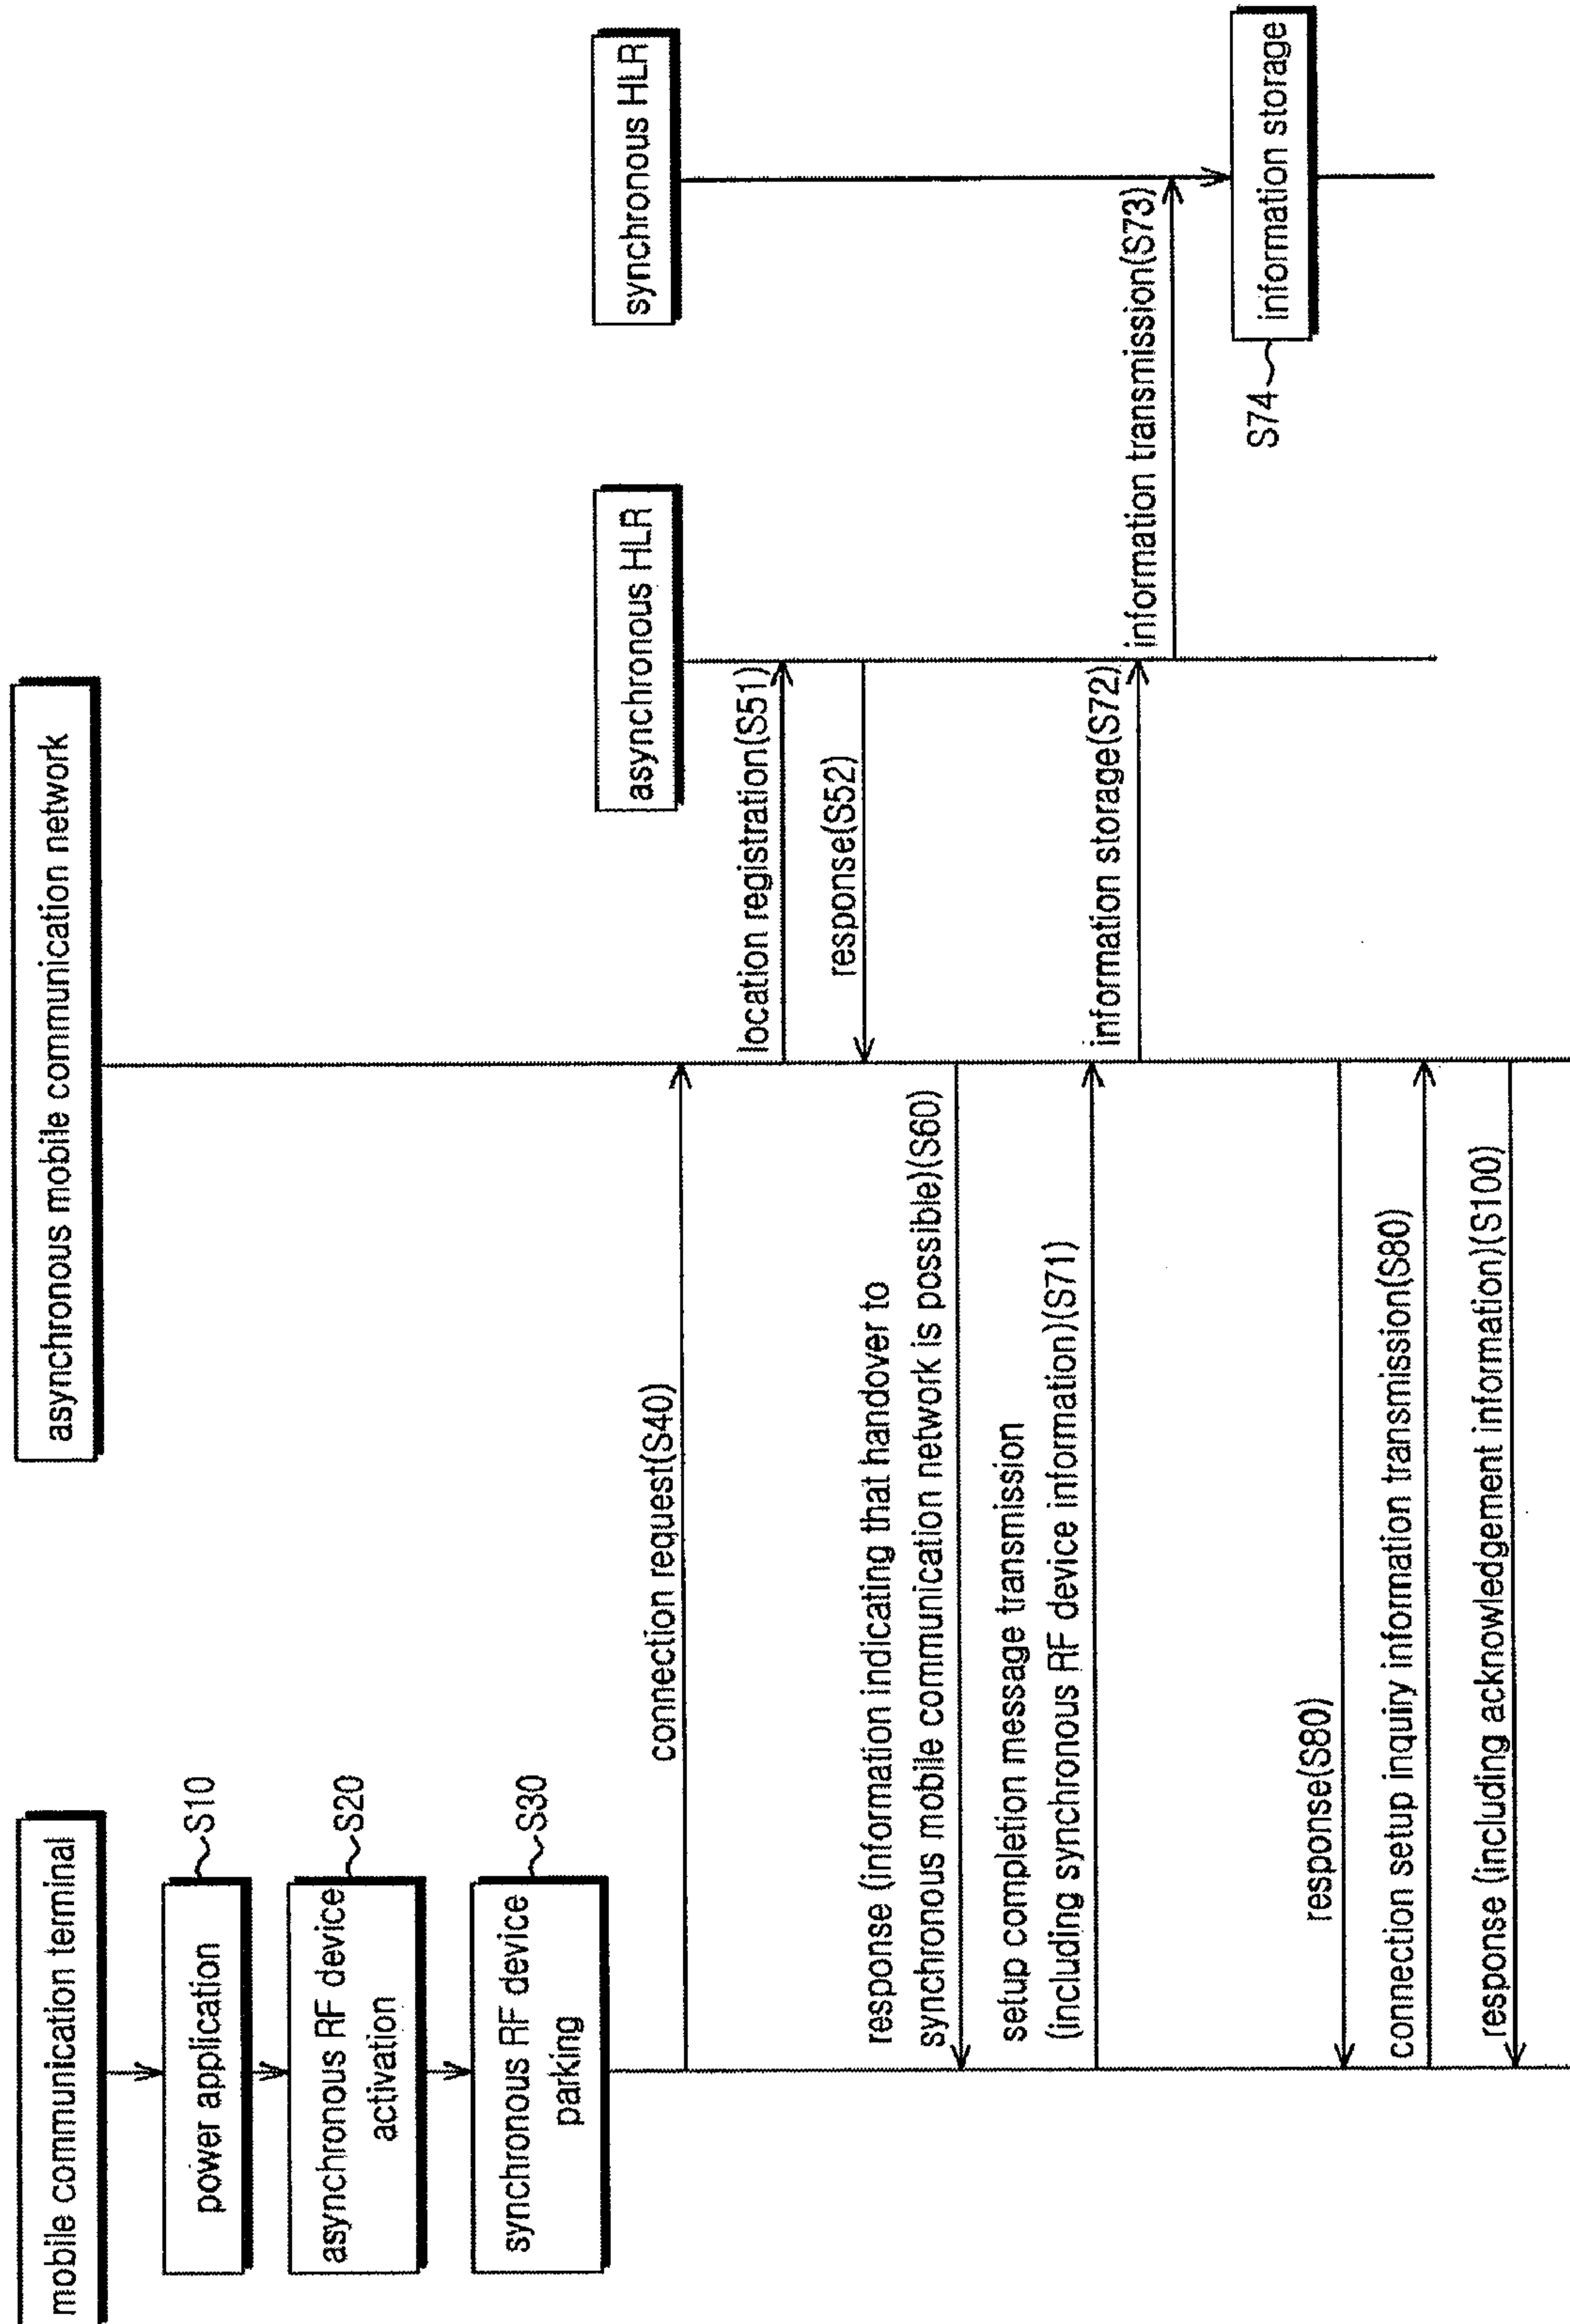 mobile communication terminal
asynchronous mobile communication network
power application
S10
asynchronous RF device
activation
S20
synchronous RF device
parking
S30
asynchronous HLR
synchronous HLR
connection request(S40)
location registration(S51)
response(S52)
response (information indicating that handover to
synchronous mobile communication network is possible)(S60)
setup completion message transmission
(including synchronous RF device information)(S71)
information storage(S72)
information transmission(S73)
S74
information storage
response(S80)
connection setup inquiry information transmission(S80)
response (including acknowledgement information)(S100)